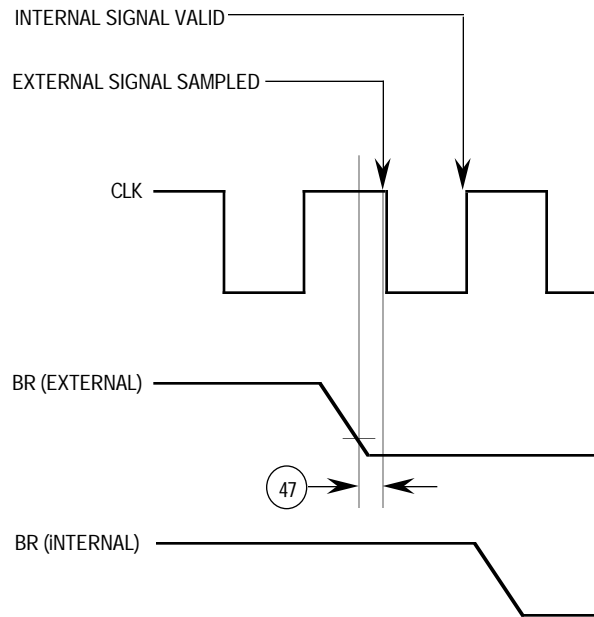 INTERNAL SIGNAL VALID
EXTERNAL SIGNAL SAMPLED
CLK
BR (EXTERNAL)
47
BR (iNTERNAL)